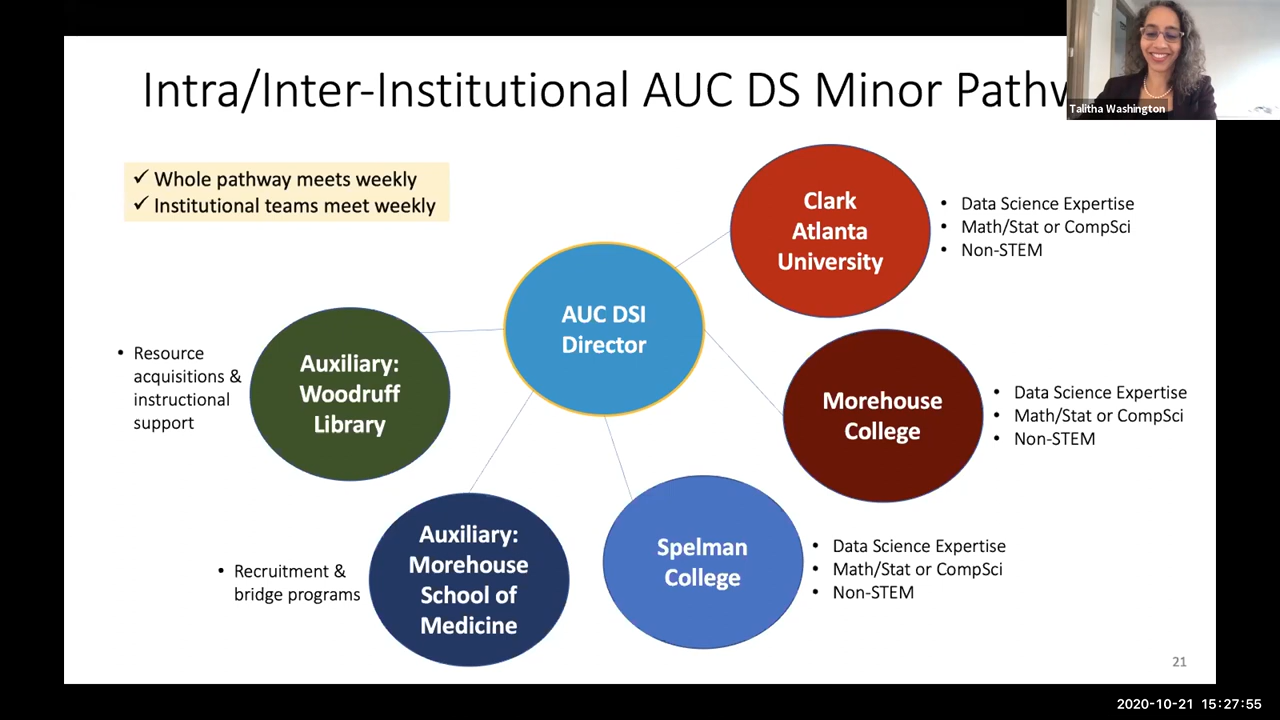 Intra/Inter-Institutional AUC DS Minor
Talitha Washington
✓ Whole pathway meets weekly
✓ Institutional teams meet weekly
Clark
Atlanta
University
• Data Science Expertise
• Math/Stat or CompSci
• Non-STEM
AUC DSI
Director
• Resource
acquisitions &
instructional
support
Auxiliary:
Woodruff
Library
Morehouse
College
• Data Science Expertise
• Math/Stat or CompSci
• Non-STEM
• Recruitment &
bridge programs
Auxiliary:
Morehouse
School of
Medicine
Spelman
College
• Data Science Expertise
• Math/Stat or CompSci
• Non-STEM
21
2020-10-21 15:27:55